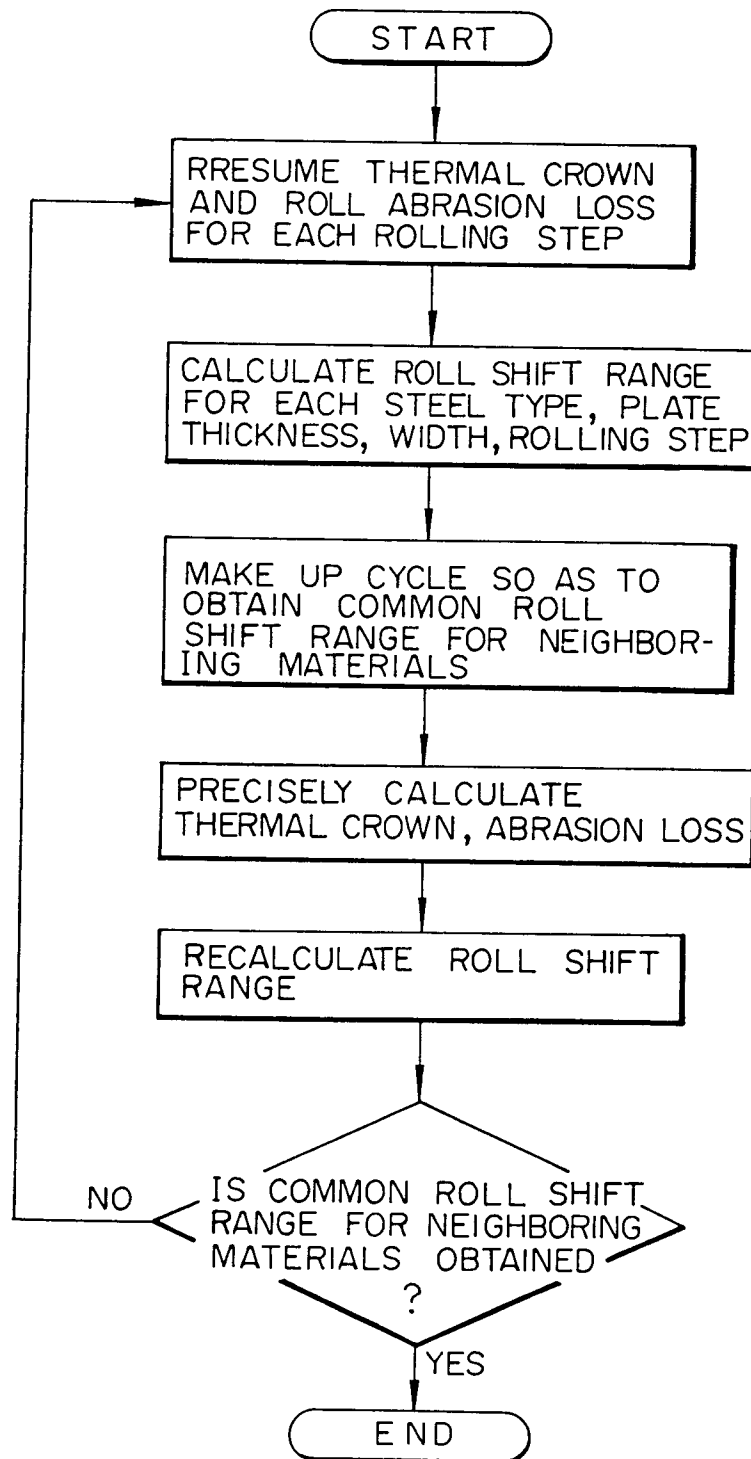 START
RRESUME THERMAL CROWN
AND ROLL ABRASION LOSS
FOR EACH ROLLING STEP
CALCULATE ROLL SHIFT RANGE
FOR EACH STEEL TYPE, PLATE
THICKNESS, WIDTH, ROLLING STEP
MAKE UP CYCLE SO AS TO
OBTAIN COMMON ROLL
SHIFT RANGE FOR NEIGHBOR-
ING MATERIALS
PRECISELY CALCULATE
THERMAL CROWN, ABRASION LOSS
RECALCULATE ROLL SHIFT
RANGE
NO
IS COMMON ROLL SHIFT
RANGE FOR NEIGHBORING
MATERIALS OBTAINED
?
YES
END